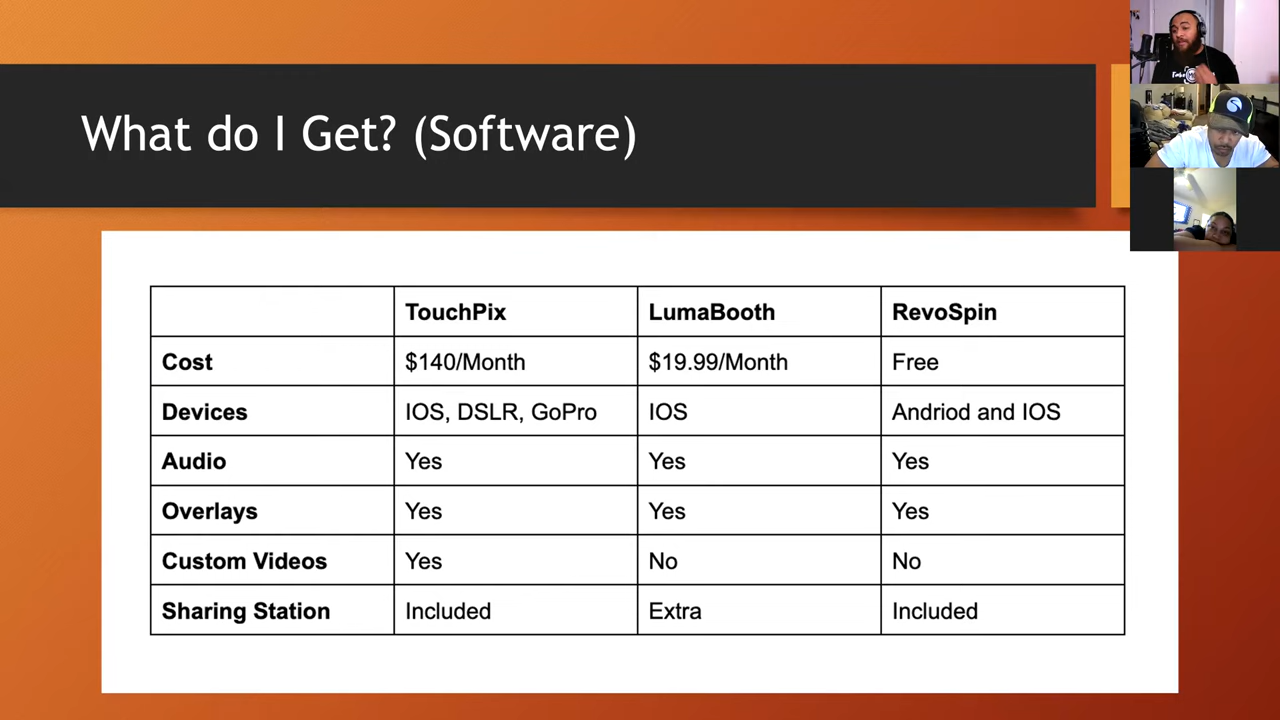 What do I Get? (Software)
TouchPix LumaBooth RevoSpin
Cost $140/Month $19.99/Month Free
Devices IOS, DSLR, GoPro IOS Andriod and IOS
Audio Yes Yes Yes
Overlays Yes Yes Yes
Custom Videos Yes No No
Sharing Station Included Extra Included